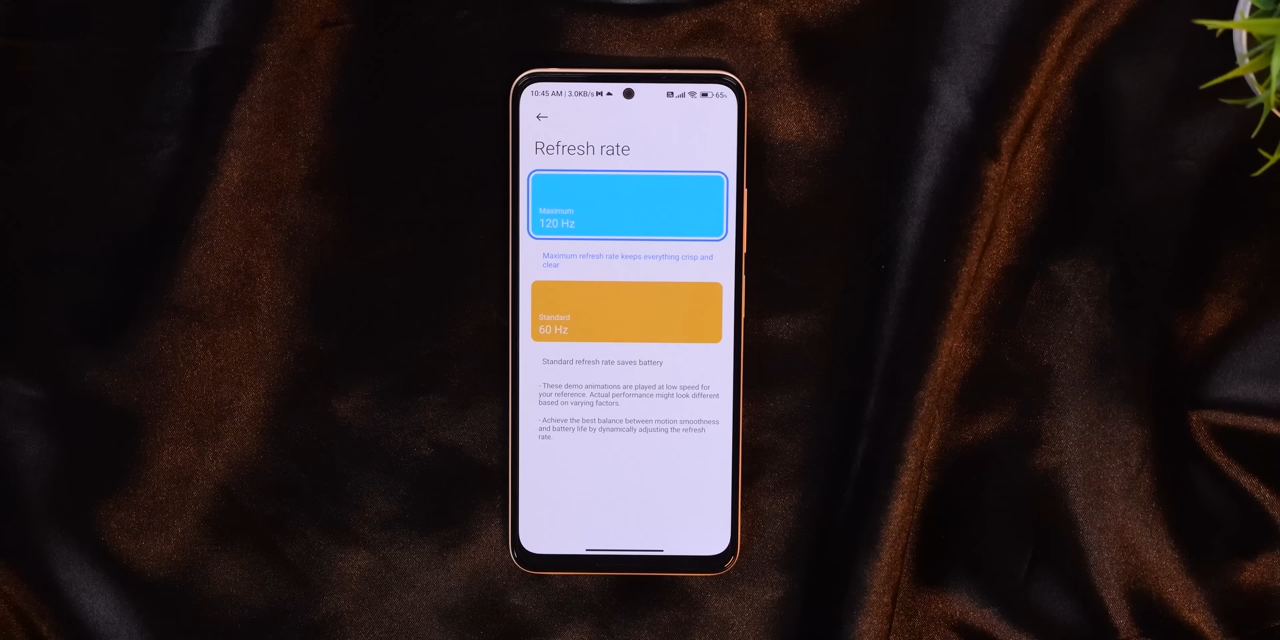 10:45 AM | 3.0KB/s
65%
Refresh rate
Maximum
120 Hz
Maximum refresh rate keeps everything crisp and
clear
Standard
60 Hz
Standard refresh rate saves battery
- These demo animations are played at low speed for
your reference. Actual performance might look different
based on varying factors.
- Achieve the best balance between motion smoothness
and battery life by dynamically adjusting the refresh
rate.